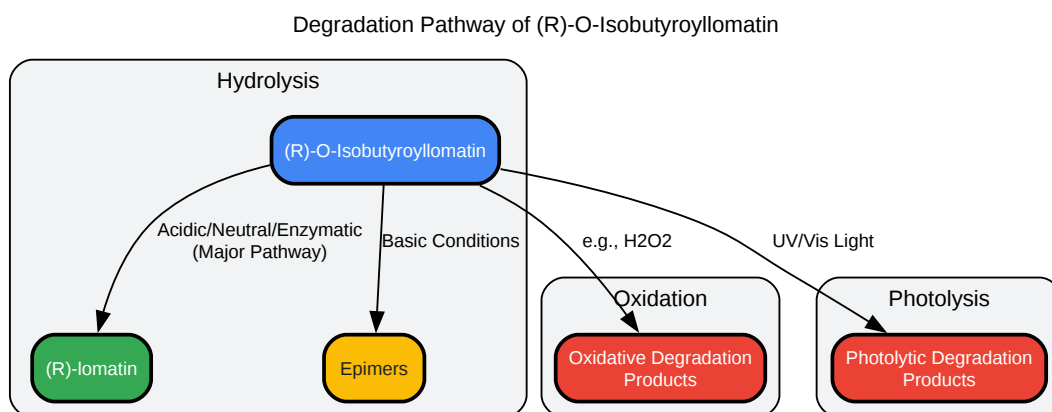 Degradation Pathway of (R)-O-Isobutyroyllomatin
Hydrolysis
(R)-O-Isobutyroyllomatin
Acidic/Neutral/Enzymatic
(Major Pathway)
Basic Conditions
e.g., H2O2
UV/Vis Light
Oxidation
Photolysis
(R)-lomatin
Epimers
Oxidative Degradation
Products
Photolytic Degradation
Products